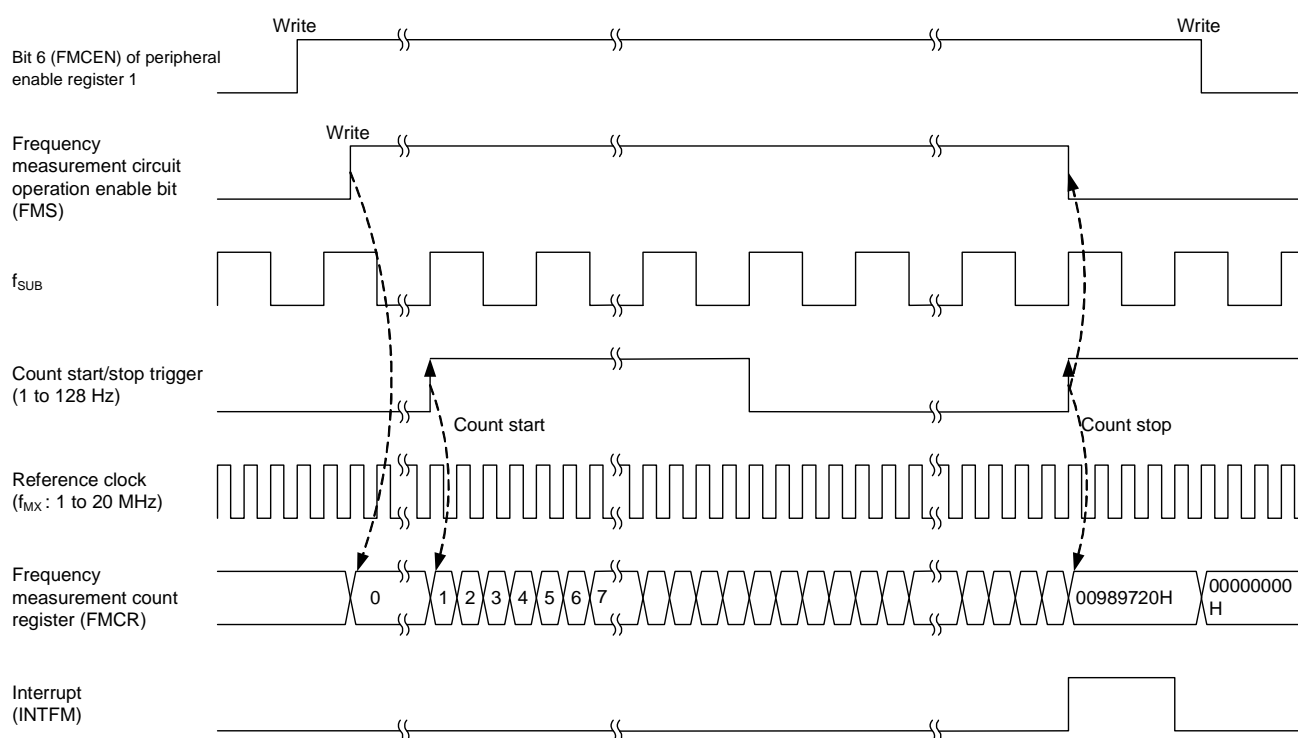 Write
Write
Bit 6 (FMCEN) of peripheral
enable register 1
Write
Frequency
measurement circuit
operation enable bit
(FMS)
fSUB
Count start/stop trigger
(1 to 128 Hz)
Count start
Count stop
Reference clock
(fMX : 1 to 20 MHz)
Frequency
measurement count
register (FMCR)
0
1
2
3
4
5
6
7
00989720H
00000000
H
Interrupt
(INTFM)